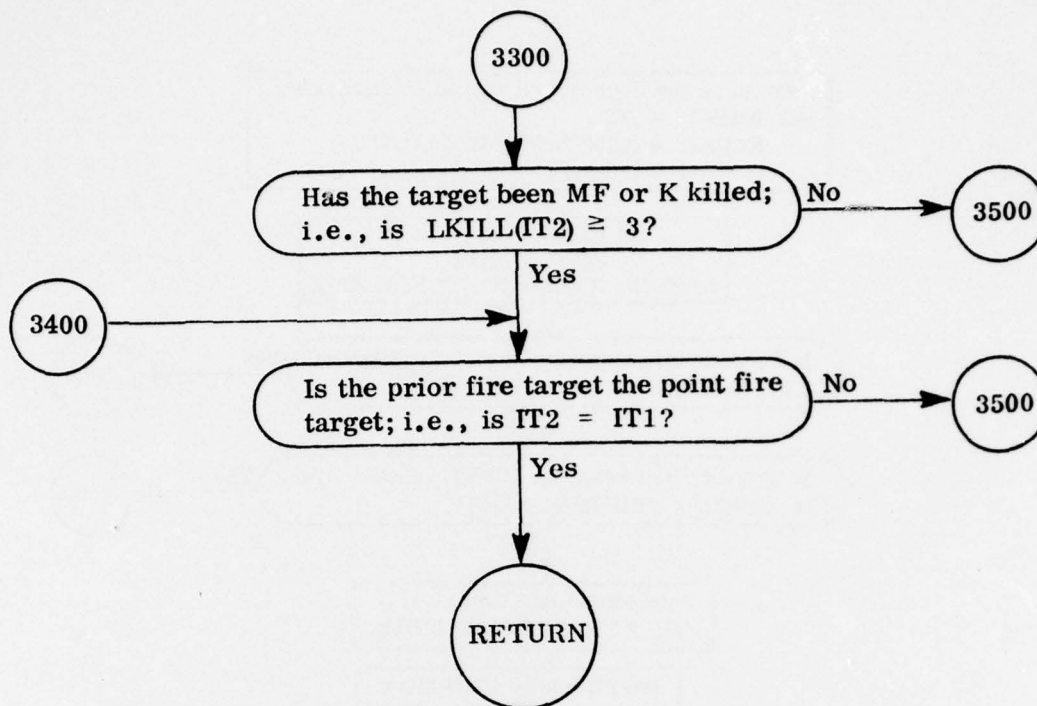 3300
Has the target been MF or K killed;
i.e., is LKILL(IT2) ≧ 3?
No
3500
Yes
3400
Is the prior fire target the point fire
target; i.e., is IT2 = IT1?
No
3500
Yes
RETURN